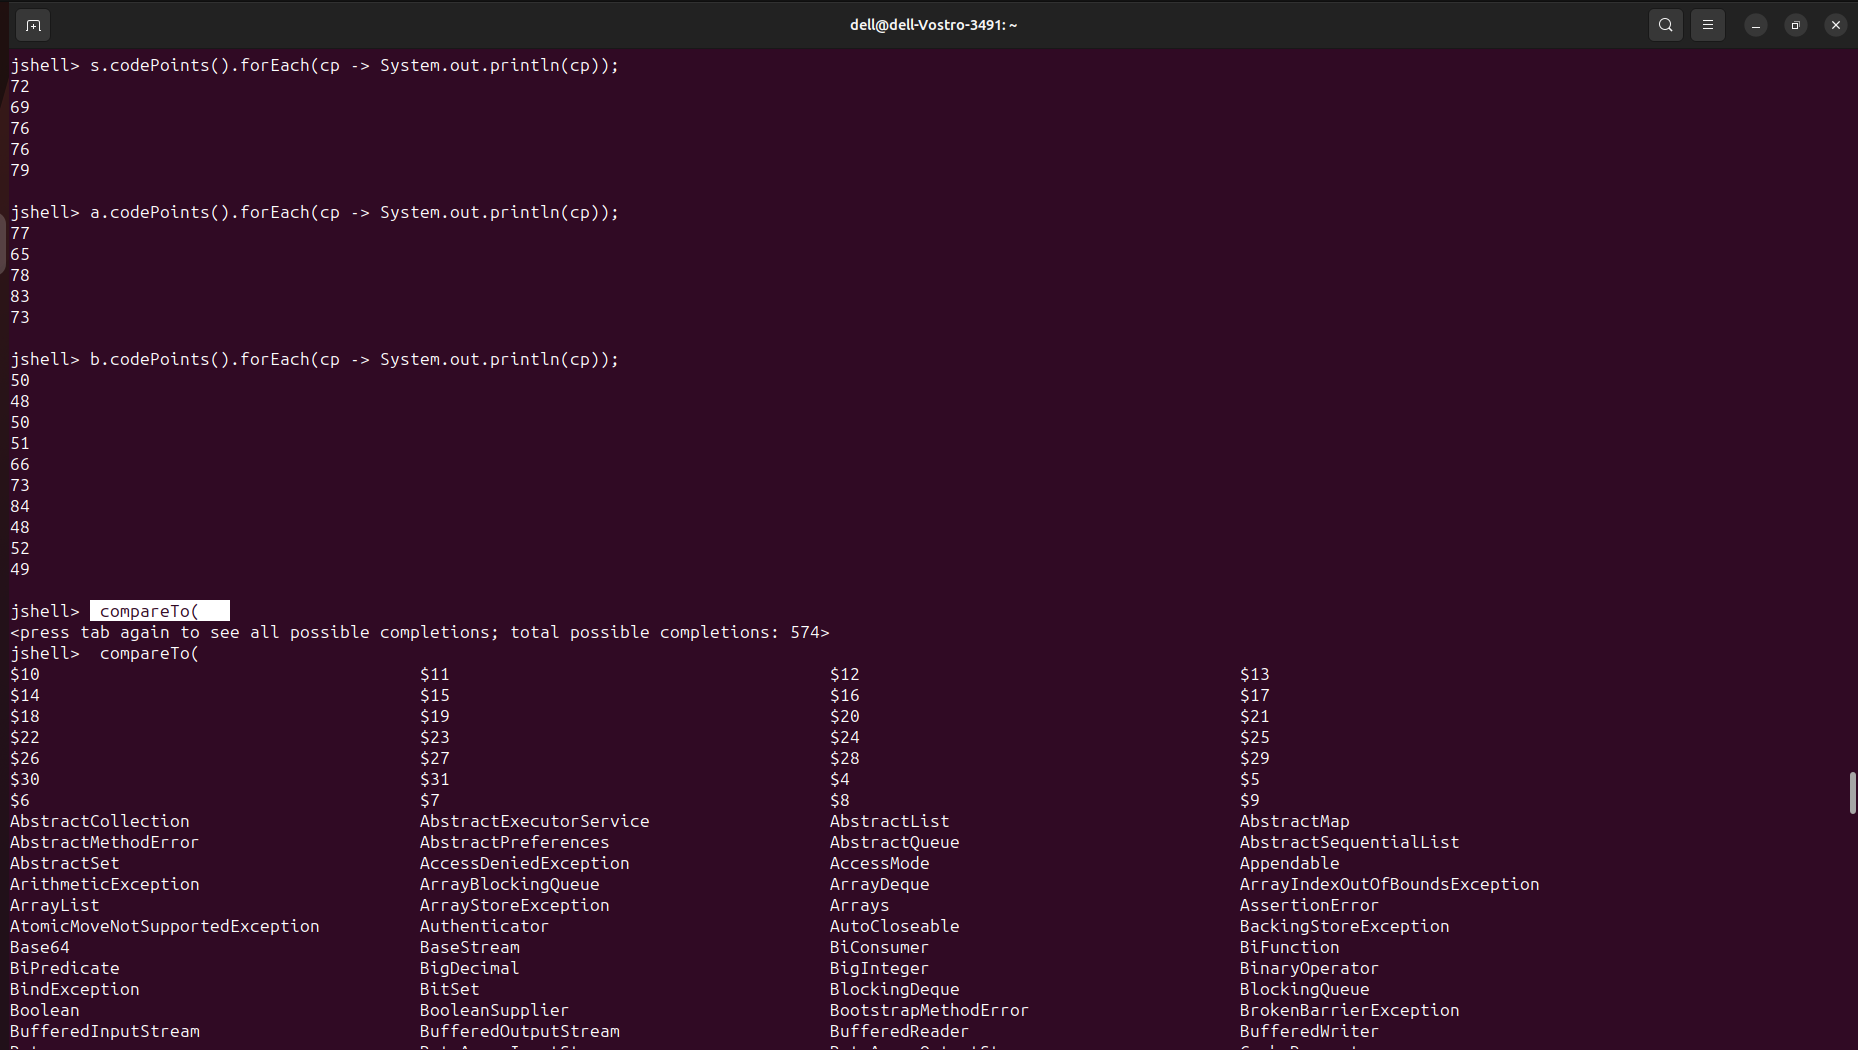 dell@dell-Vostro-3491: ~
jshell> s.codePoints().forEach(cp -> System.out.println(cp));
72
69
76
76
79
jshell> a.codePoints().forEach(cp -> System.out.println(cp));
77
65
78
83
73
jshell> b.codePoints().forEach(cp -> System.out.println(cp));
50
48
50
51
66
73
84
48
52
49
jshell>  compareTo(
<press tab again to see all possible completions; total possible completions: 574>
jshell>  compareTo(
$10 $11 $12 $13
$14 $15 $16 $17
$18 $19 $20 $21
$22 $23 $24 $25
$26 $27 $28 $29
$30 $31 $4 $5
$6 $7 $8 $9
AbstractCollection AbstractExecutorService AbstractList AbstractMap
AbstractMethodError AbstractPreferences AbstractQueue AbstractSequentialList
AbstractSet AccessDeniedException AccessMode Appendable
ArithmeticException ArrayBlockingQueue ArrayDeque ArrayIndexOutOfBoundsException
ArrayList ArrayStoreException Arrays AssertionError
AtomicMoveNotSupportedException Authenticator AutoCloseable BackingStoreException
Base64 BaseStream BiConsumer BiFunction
BiPredicate BigDecimal BigInteger BinaryOperator
BindException BitSet BlockingDeque BlockingQueue
Boolean BooleanSupplier BootstrapMethodError BrokenBarrierException
BufferedInputStream BufferedOutputStream BufferedReader BufferedWriter